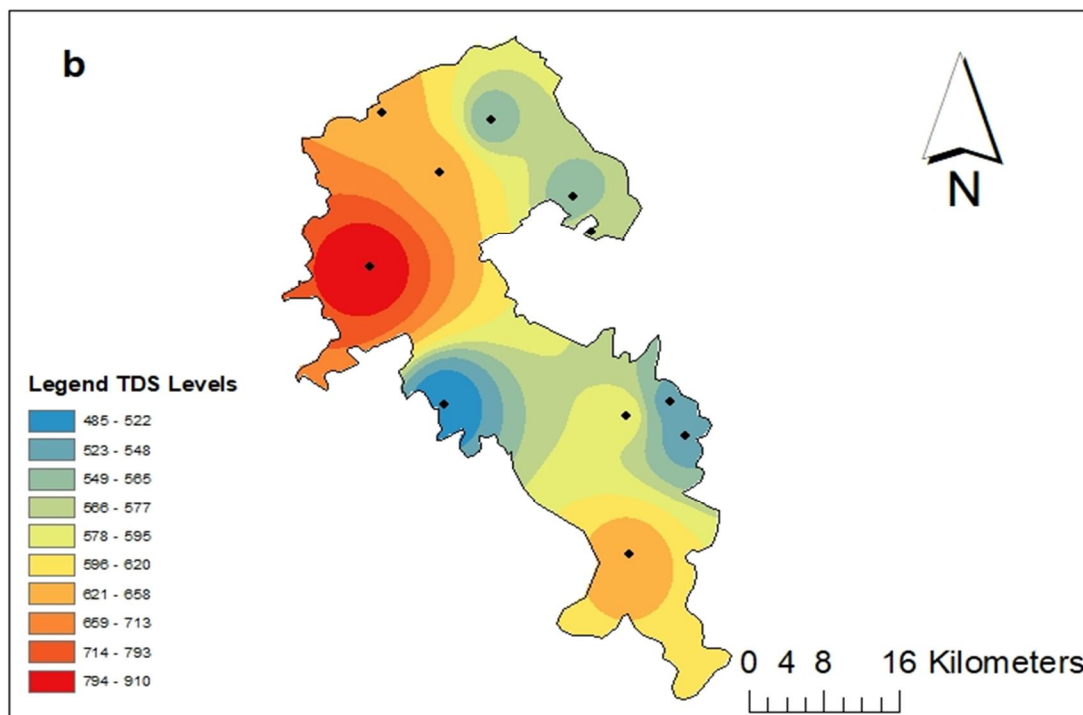 b
N
Legend TDS Levels
485 - 522
523 - 548
549 - 565
566 - 577
578 - 595
596 - 620
621 - 658
659 - 713
714 - 793
794 - 910
0 4 8 16 Kilometers